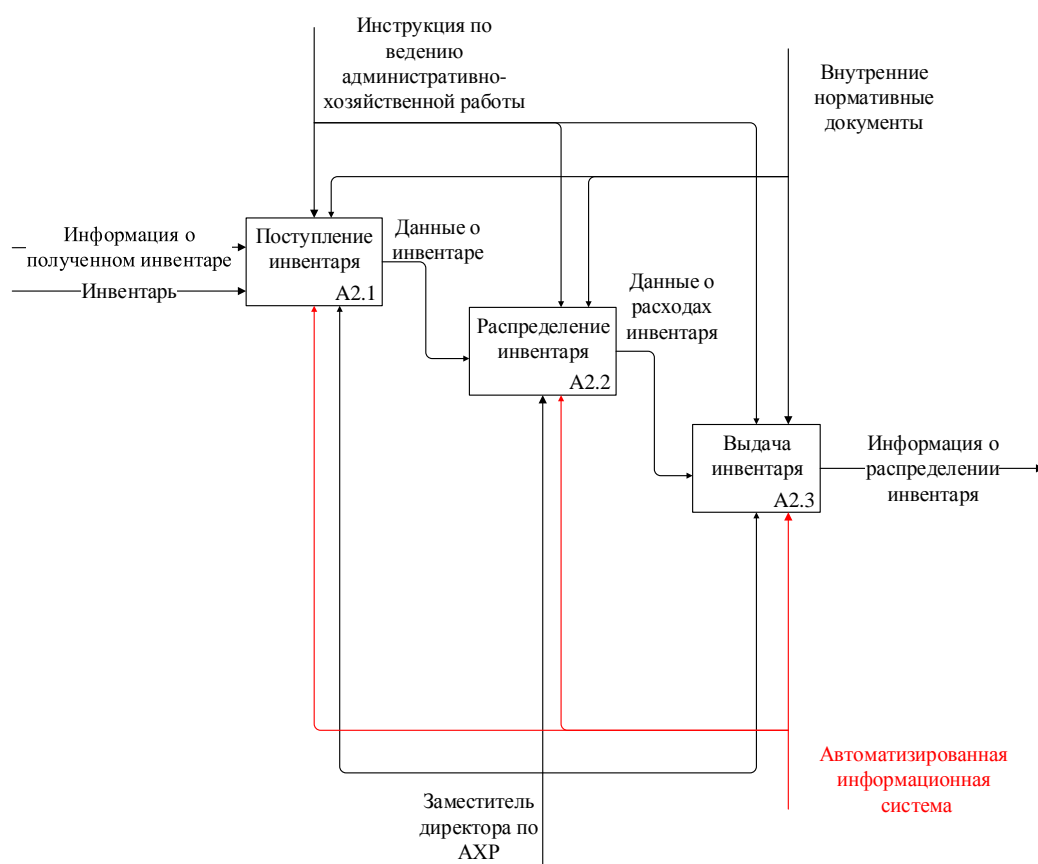 Инструкция по
ведению
административно-
хозяйственной работы
Внутренние
нормативные
документы
Информация о
полученном инвентаре
Инвентарь
Поступление
инвентаря
A2.1
Данные о
инвентаре
Распределение
инвентаря
A2.2
Данные о
расходах
инвентаря
Выдача
инвентаря
A2.3
Информация о
распределении
инвентаря
Заместитель
директора по
АХР
Автоматизированная
информационная
система